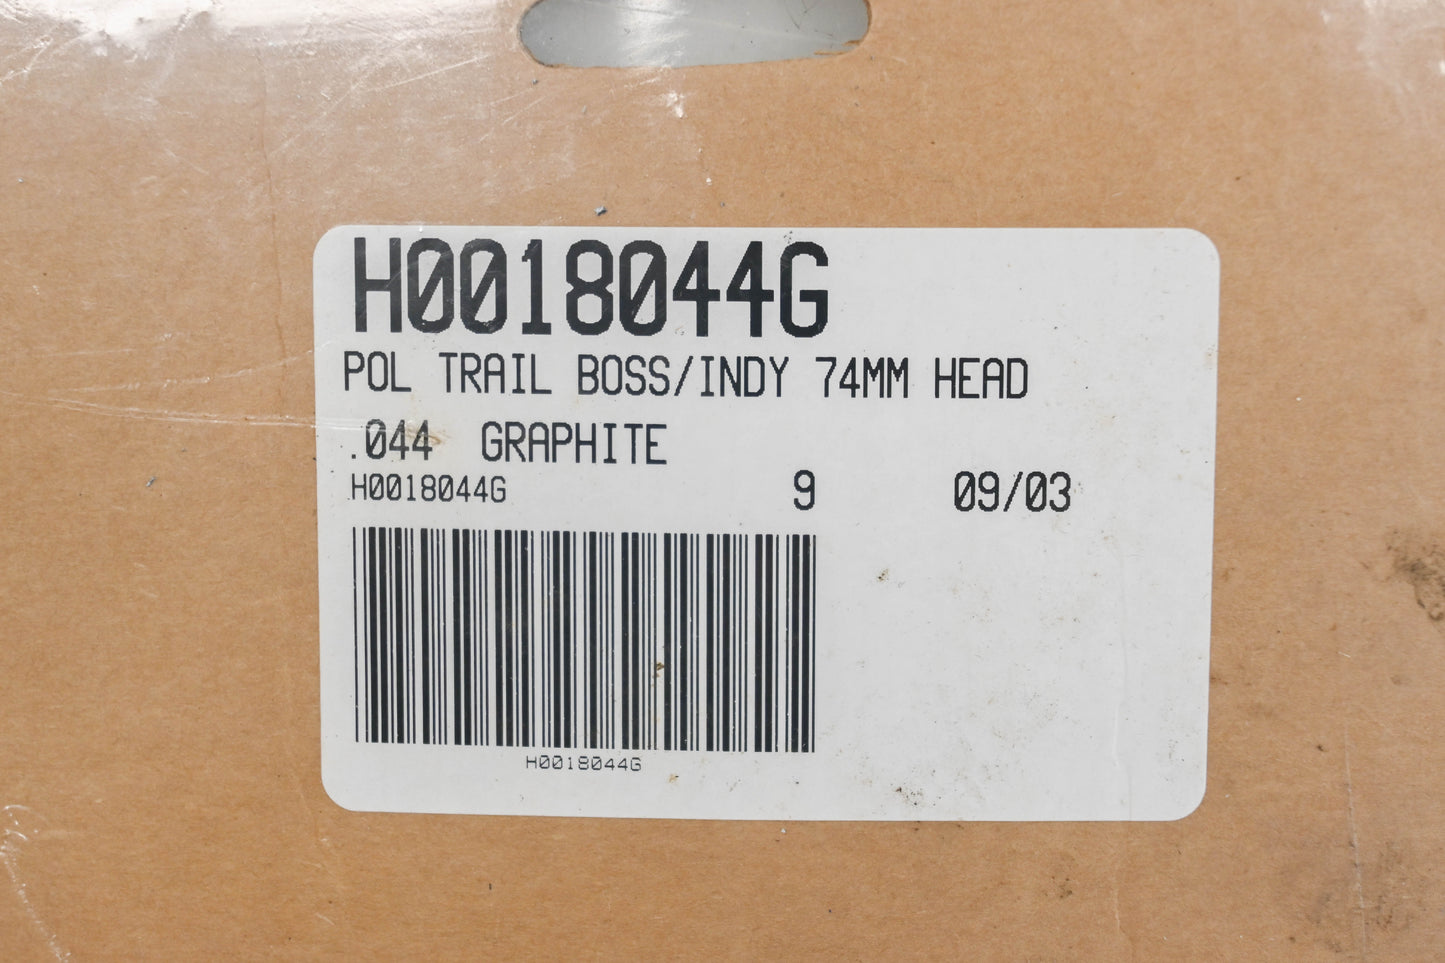 H0018044G
POL TRAIL BOSS/INDY 74MM HEAD
.044 GRAPHITE
H0018044G 9 09/03
H0018044G